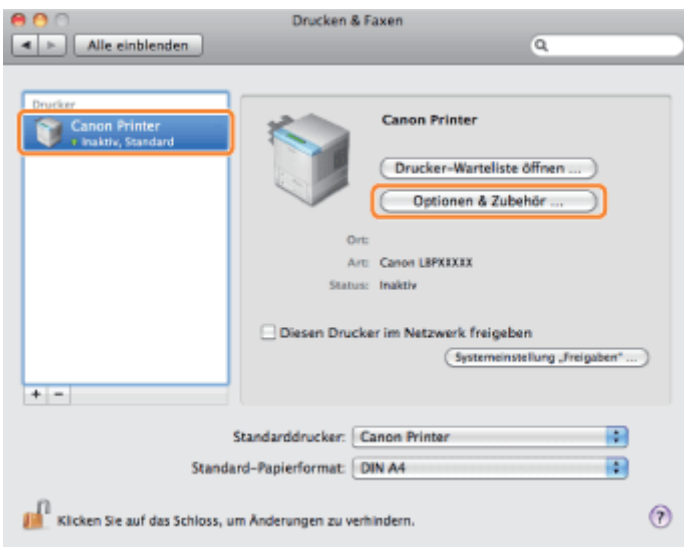 Drucken & Faxen
Alle einblenden
Drucker
Canon Printer
Inaktiv, Standard
Canon Printer
Drucker-Warteliste öffnen ...
Optionen & Zubehör ...
Ort:
Art: Canon LBPXXXXX
Status: Inaktiv
Diesen Drucker im Netzwerk freigeben
Systemeinstellung „Freigaben“ ...
+ −
Standarddrucker: Canon Printer
Standard-Papierformat: DIN A4
Klicken Sie auf das Schloss, um Änderungen zu verhindern.
?